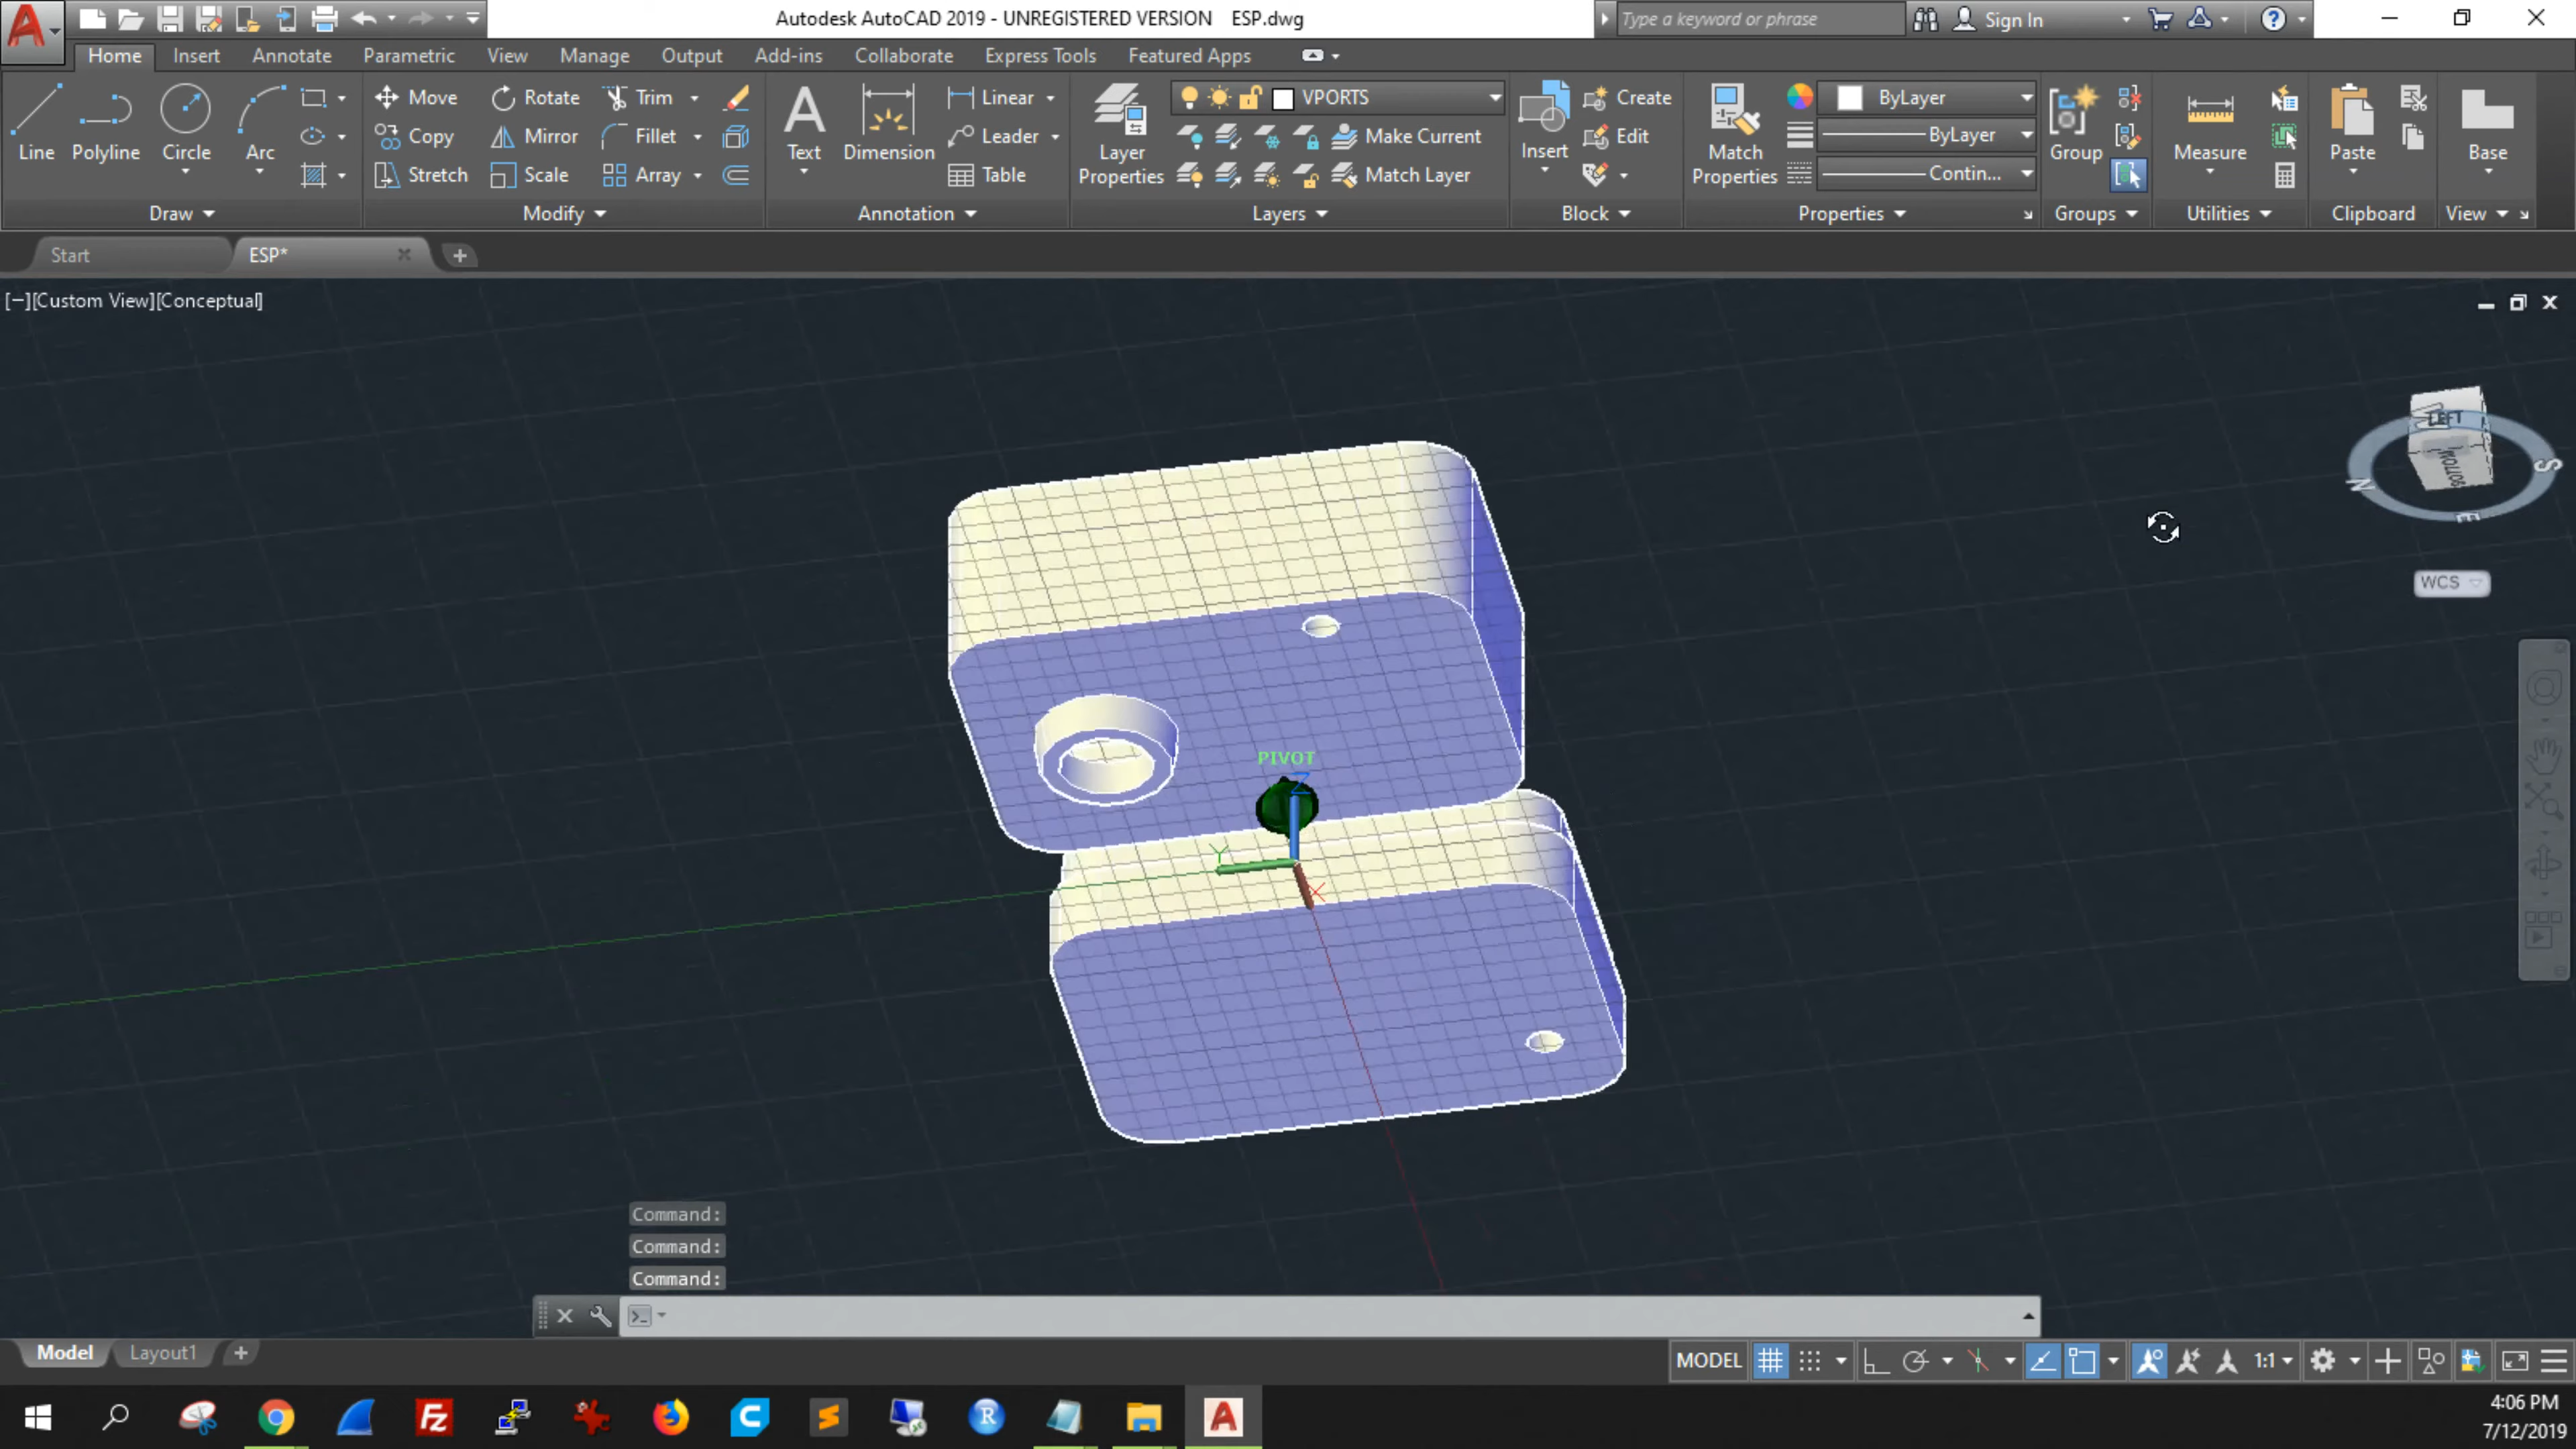 Autodesk AutoCAD 2019 - UNREGISTERED VERSION ESP.dwg
Type a keyword or phrase
Sign In
Home Insert Annotate Parametric View Manage Output Add-ins Collaborate Express Tools Featured Apps
Line Polyline Circle Arc
Move Rotate Trim
Copy Mirror Fillet
Stretch Scale Array
Text Dimension
Linear
Leader
Table
Layer Properties
VPORTS
Make Current
Match Layer
Insert
Create
Edit
Match Properties
ByLayer
ByLayer
Contin...
Group
Measure
Paste
Base
Draw Modify Annotation Layers Block Properties Groups Utilities Clipboard View
Start ESP*
[−][Custom View][Conceptual]
LEFT
BOTTOM
N
S
E
WCS
PIVOT
Z
Y
X
Command:
Command:
Command:
Model Layout1
MODEL
1:1
4:06 PM
7/12/2019